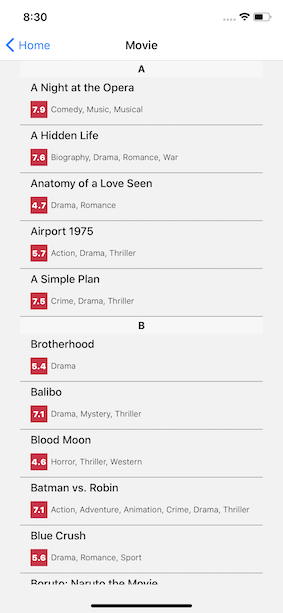 8:30
Home
Movie
A
A Night at the Opera
7.9 Comedy, Music, Musical
A Hidden Life
7.6 Biography, Drama, Romance, War
Anatomy of a Love Seen
4.7 Drama, Romance
Airport 1975
5.7 Action, Drama, Thriller
A Simple Plan
7.5 Crime, Drama, Thriller
B
Brotherhood
5.4 Drama
Balibo
7.1 Drama, Mystery, Thriller
Blood Moon
4.6 Horror, Thriller, Western
Batman vs. Robin
7.1 Action, Adventure, Animation, Crime, Drama, Thriller
Blue Crush
5.6 Drama, Romance, Sport
Boruto: Naruto the Movie